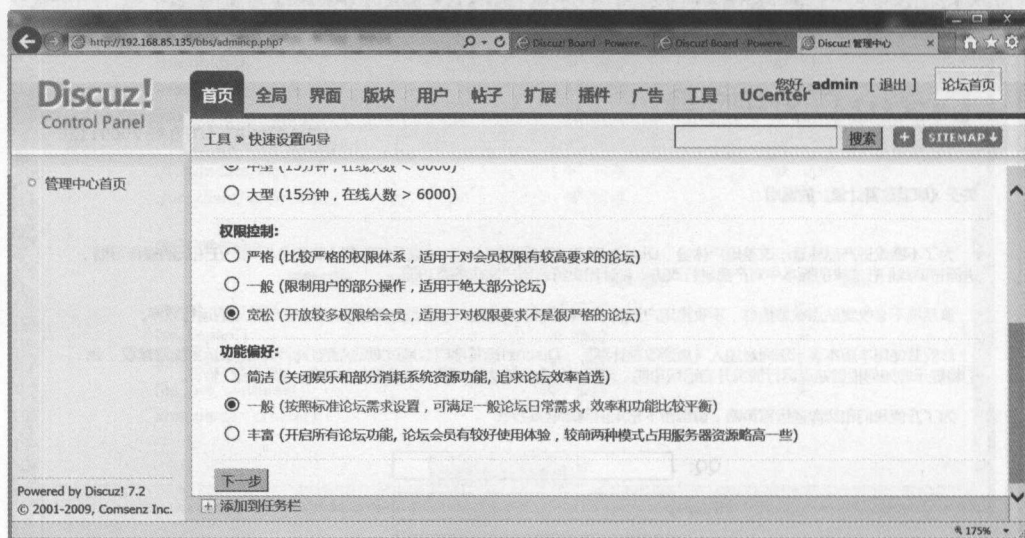 http://192.168.85.135/bbs/admincp.php?
Discuz! Board - Powere...
Discuz! Board - Powere...
Discuz! 管理中心
Discuz!
Control Panel
首页 全局 界面 版块 用户 帖子 扩展 插件 广告 工具 UCenter
您好, admin [ 退出 ]
论坛首页
工具 » 快速设置向导
搜索
SITEMAP
管理中心首页
中型 (15分钟，在线人数 < 6000)
大型 (15分钟，在线人数 > 6000)
权限控制:
严格 (比较严格的权限体系，适用于对会员权限有较高要求的论坛)
一般 (限制用户的部分操作，适用于绝大部分论坛)
宽松 (开放较多权限给会员，适用于对权限要求不是很严格的论坛)
功能偏好:
简洁 (关闭娱乐和部分消耗系统资源功能, 追求论坛效率首选)
一般 (按照标准论坛需求设置，可满足一般论坛日常需求, 效率和功能比较平衡)
丰富 (开启所有论坛功能, 论坛会员有较好使用体验，较前两种模式占用服务器资源略高一些)
下一步
Powered by Discuz! 7.2
© 2001-2009, Comsenz Inc.
添加到任务栏
175%